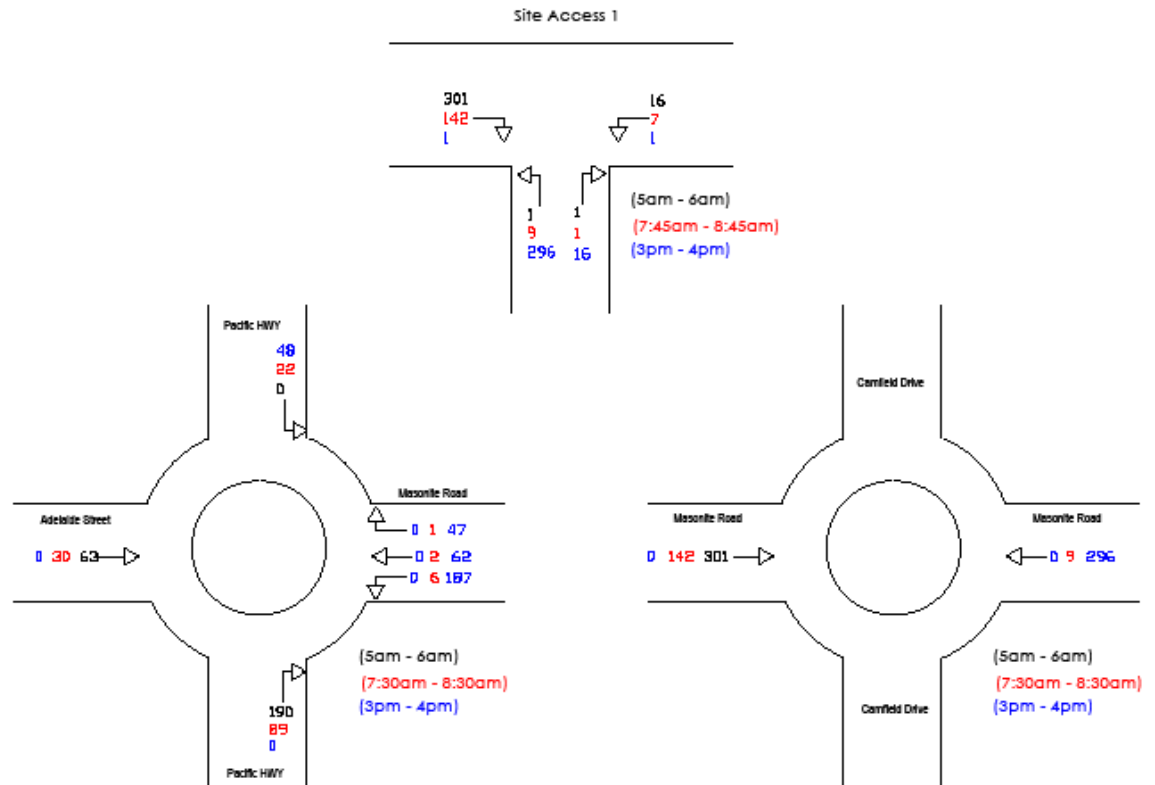 Site Access 1
301
142
1
16
7
1
1
9
296
1
1
16
(5am - 6am)
(7:45am - 8:45am)
(3pm - 4pm)
Pacific HWY
48
22
0
Adelaide Street
0 30 63
Masonite Road
0 1 47
0 2 62
0 6 187
190
89
0
Pacific HWY
(5am - 6am)
(7:30am - 8:30am)
(3pm - 4pm)
Camfield Drive
Masonite Road
0 142 301
Masonite Road
0 9 296
Camfield Drive
(5am - 6am)
(7:30am - 8:30am)
(3pm - 4pm)